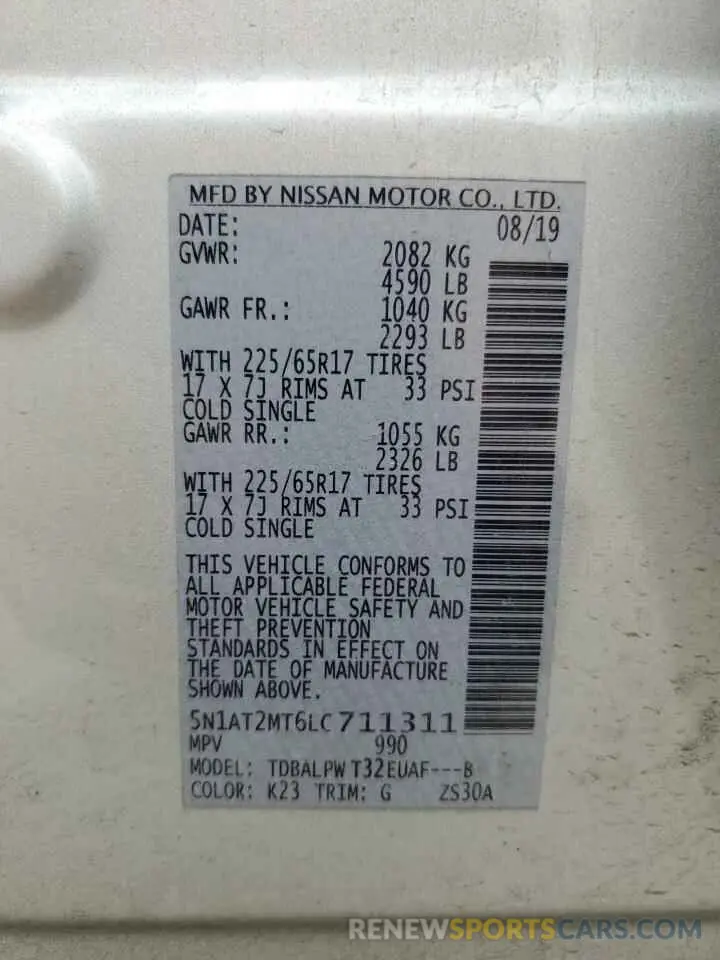 MFD BY NISSAN MOTOR CO., LTD.
DATE: 08/19
GVWR: 2082 KG
4590 LB
GAWR FR.: 1040 KG
2293 LB
WITH 225/65R17 TIRES
17 X 7J RIMS AT 33 PSI
COLD SINGLE
GAWR RR.: 1055 KG
2326 LB
WITH 225/65R17 TIRES
17 X 7J RIMS AT 33 PSI
COLD SINGLE
THIS VEHICLE CONFORMS TO
ALL APPLICABLE FEDERAL
MOTOR VEHICLE SAFETY AND
THEFT PREVENTION
STANDARDS IN EFFECT ON
THE DATE OF MANUFACTURE
SHOWN ABOVE.
5N1AT2MT6LC711311
MPV 990
MODEL: TDBALPW T32EUAF---B
COLOR: K23 TRIM: G ZS30A
RENEWSPORTSCARS.COM